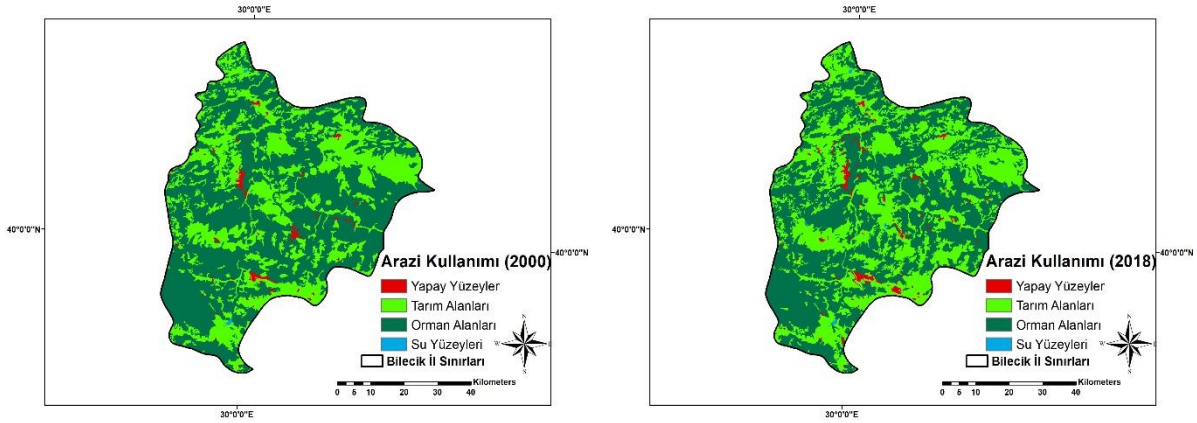 30°0'0"E
40°0'0"N
40°0'0"N
Arazi Kullanımı (2000)
Yapay Yüzeyler
Tarım Alanları
Orman Alanları
Su Yüzeyleri
Bilecik İl Sınırları
N
W
E
S
Kilometers
0 5 10 20 30 40
30°0'0"E
30°0'0"E
40°0'0"N
40°0'0"N
Arazi Kullanımı (2018)
Yapay Yüzeyler
Tarım Alanları
Orman Alanları
Su Yüzeyleri
Bilecik İl Sınırları
N
W
E
S
Kilometers
0 5 10 20 30 40
30°0'0"E